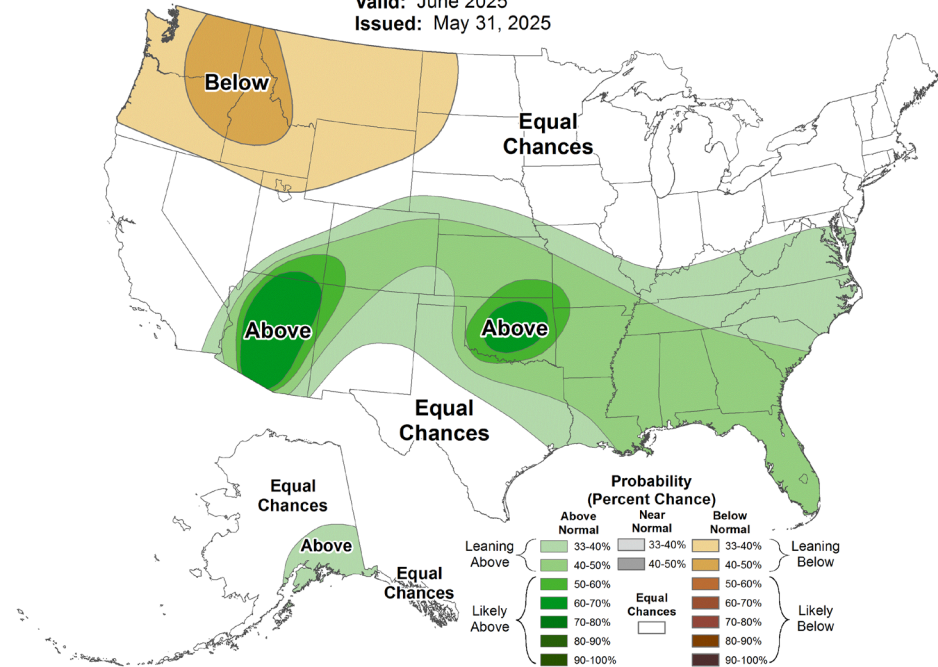 Valid: June 2025
Issued: May 31, 2025
Below
Equal
Chances
Above
Above
Equal
Chances
Equal
Chances
Above
Equal
Chances
Probability
(Percent Chance)
Above
Normal
Near
Normal
Below
Normal
Leaning
Above
33-40%
40-50%
33-40%
40-50%
33-40%
40-50%
Leaning
Below
Likely
Above
50-60%
60-70%
70-80%
80-90%
90-100%
Equal
Chances
50-60%
60-70%
70-80%
80-90%
90-100%
Likely
Below